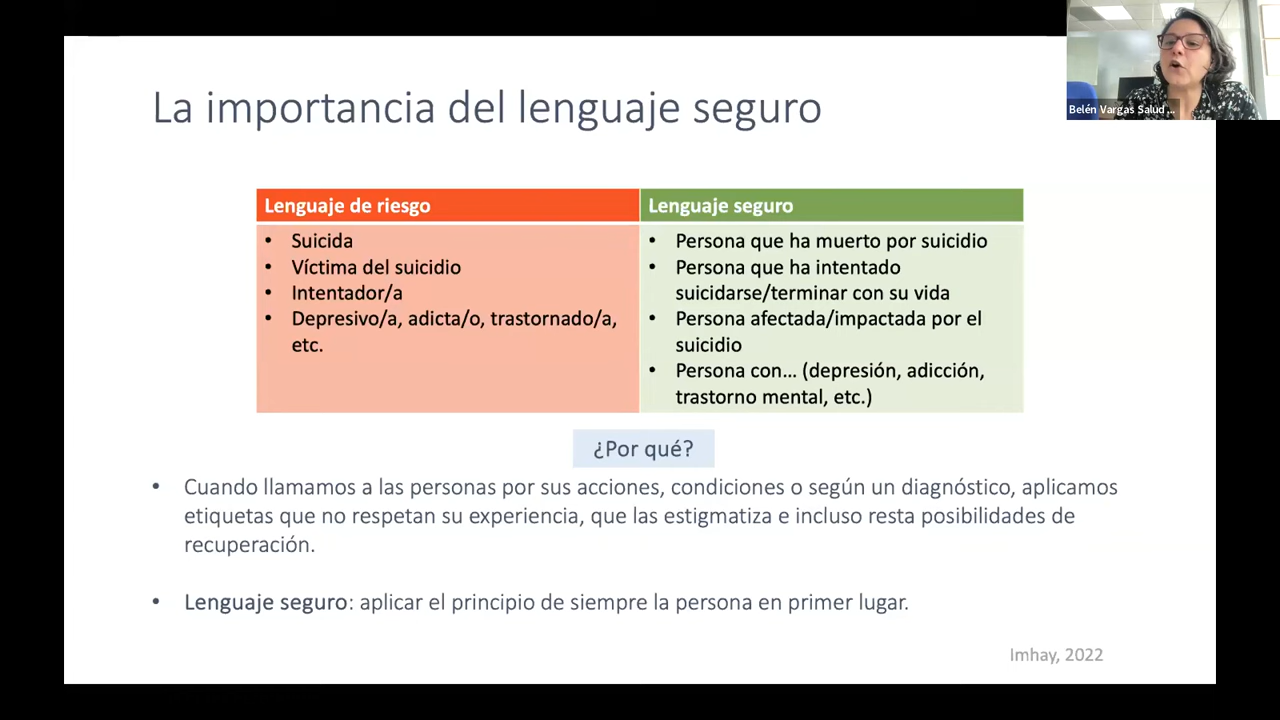 Belén Vargas Salud ...
La importancia del lenguaje seguro
Lenguaje de riesgo
• Suicida
• Víctima del suicidio
• Intentador/a
• Depresivo/a, adicta/o, trastornado/a,
etc.
Lenguaje seguro
• Persona que ha muerto por suicidio
• Persona que ha intentado
suicidarse/terminar con su vida
• Persona afectada/impactada por el
suicidio
• Persona con... (depresión, adicción,
trastorno mental, etc.)
¿Por qué?
• Cuando llamamos a las personas por sus acciones, condiciones o según un diagnóstico, aplicamos
etiquetas que no respetan su experiencia, que las estigmatiza e incluso resta posibilidades de
recuperación.
• Lenguaje seguro: aplicar el principio de siempre la persona en primer lugar.
Imhay, 2022